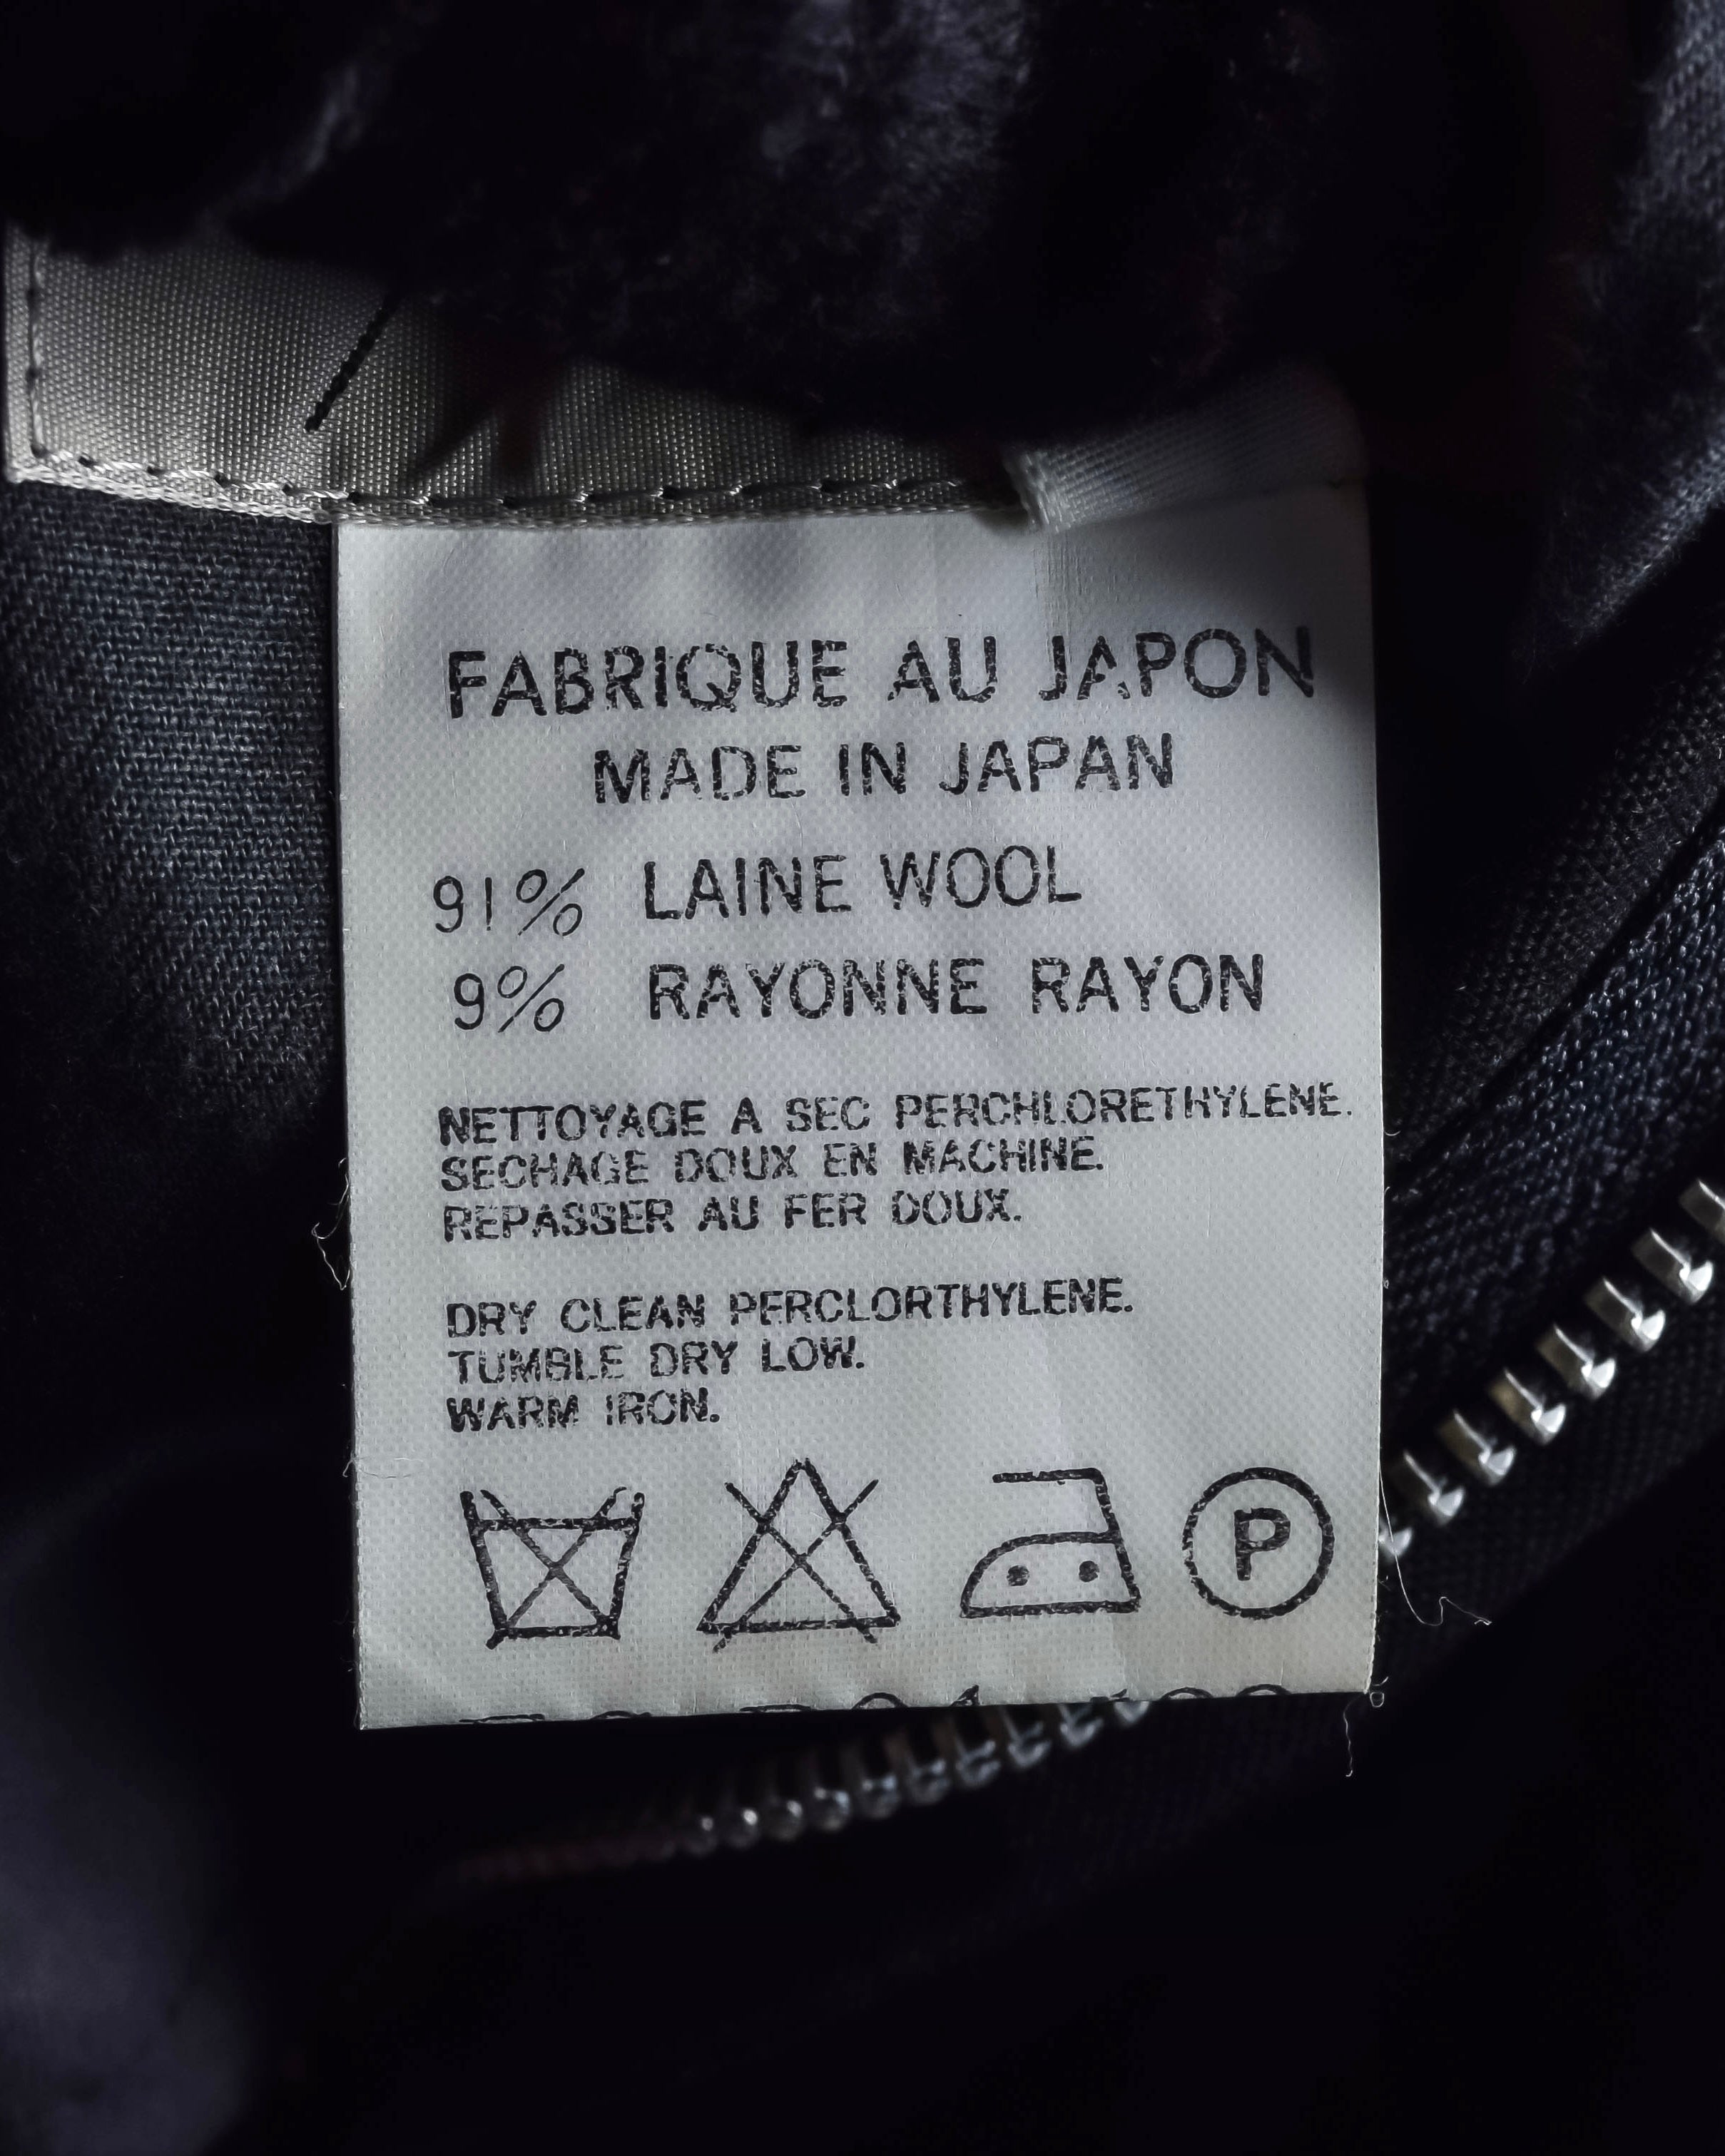 FABRIQUE AU JAPON
MADE IN JAPAN
91% LAINE WOOL
9% RAYONNE RAYON
NETTOYAGE A SEC PERCHLORETHYLENE.
SECHAGE DOUX EN MACHINE.
REPASSER AU FER DOUX.
DRY CLEAN PERCLORTHYLENE.
TUMBLE DRY LOW.
WARM IRON.
P